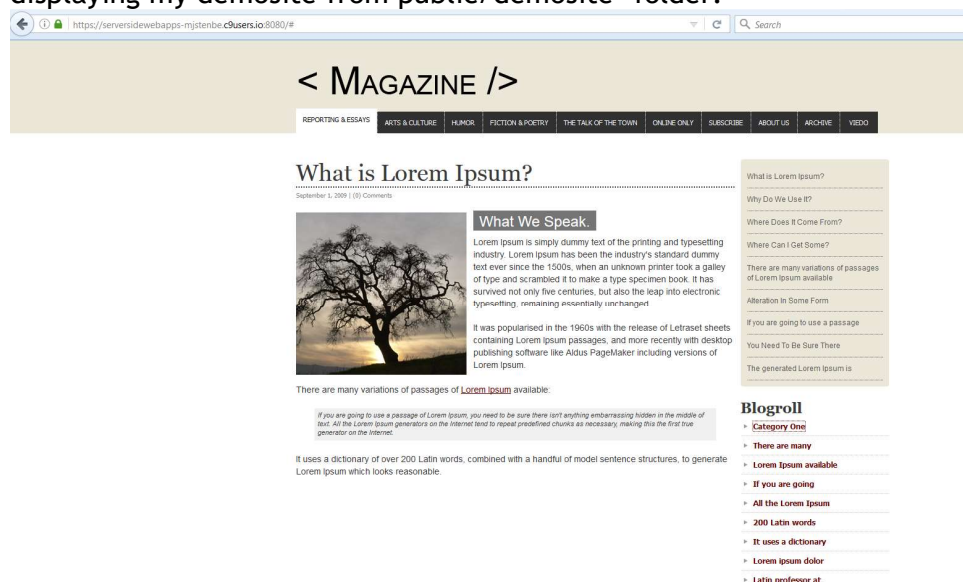 displaying my demosite from public/demosite -folder.
https://serversidewebapps-mjstenbe.c9users.io:8080/#
Search
< MAGAZINE />
REPORTING & ESSAYS ARTS & CULTURE HUMOR FICTION & POETRY THE TALK OF THE TOWN ONLINE ONLY SUBSCRIBE ABOUT US ARCHIVE VIEDO
What is Lorem Ipsum?
September 1, 2009 | (0) Comments
What We Speak.
Lorem Ipsum is simply dummy text of the printing and typesetting
industry. Lorem Ipsum has been the industry's standard dummy
text ever since the 1500s, when an unknown printer took a galley
of type and scrambled it to make a type specimen book. It has
survived not only five centuries, but also the leap into electronic
typesetting, remaining essentially unchanged
It was popularised in the 1960s with the release of Letraset sheets
containing Lorem Ipsum passages, and more recently with desktop
publishing software like Aldus PageMaker including versions of
Lorem Ipsum.
There are many variations of passages of Lorem Ipsum available:
If you are going to use a passage of Lorem Ipsum, you need to be sure there isn't anything embarrassing hidden in the middle of
text. All the Lorem Ipsum generators on the Internet tend to repeat predefined chunks as necessary, making this the first true
generator on the Internet.
It uses a dictionary of over 200 Latin words, combined with a handful of model sentence structures, to generate
Lorem Ipsum which looks reasonable.
What is Lorem Ipsum?
Why Do We Use It?
Where Does It Come From?
Where Can I Get Some?
There are many variations of passages
of Lorem Ipsum available
Alteration In Some Form
If you are going to use a passage
You Need To Be Sure There
The generated Lorem Ipsum is
Blogroll
Category One
There are many
Lorem Ipsum available
If you are going
All the Lorem Ipsum
200 Latin words
It uses a dictionary
Lorem ipsum dolor
Latin professor at